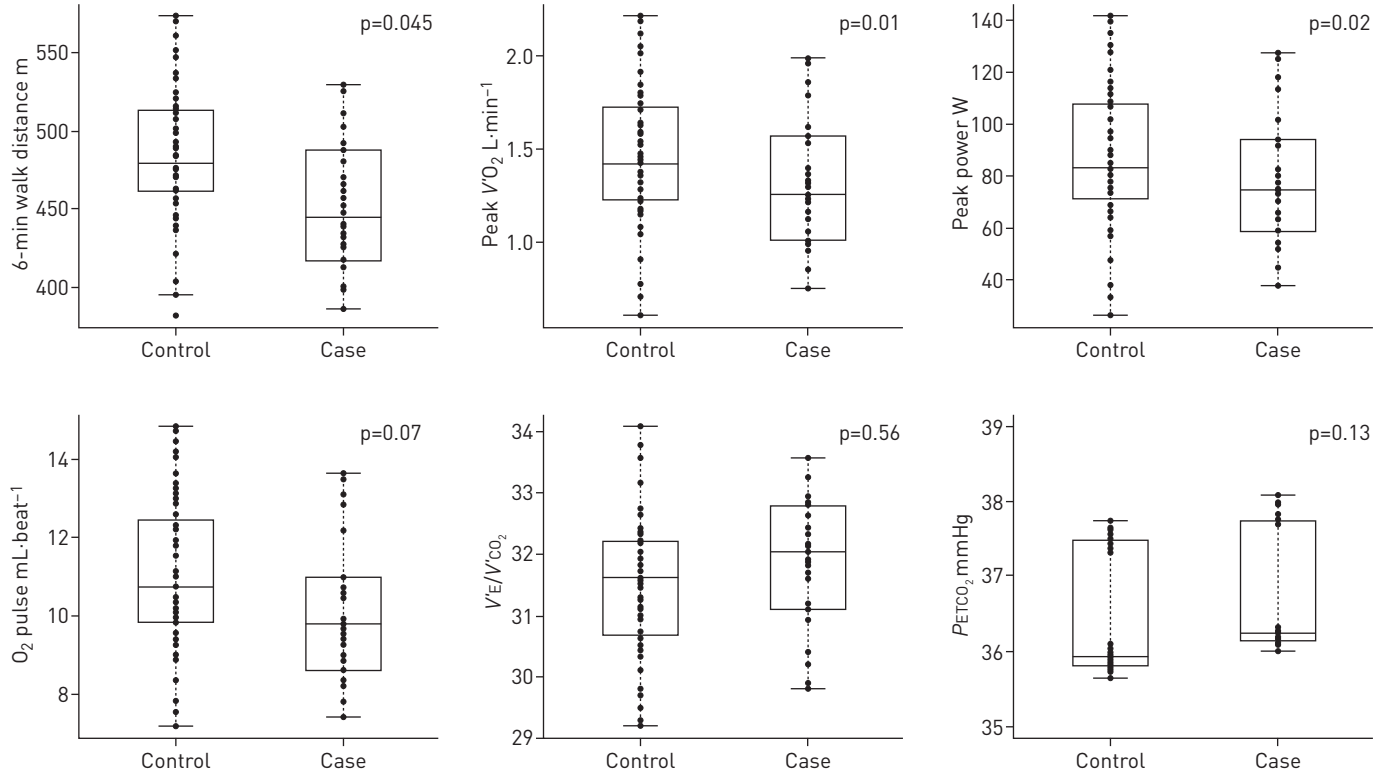 p=0.045
6-min walk distance m
550
500
450
400
Control Case
p=0.01
Peak V′O₂ L·min⁻¹
2.0
1.5
1.0
Control Case
p=0.02
Peak power W
140
120
100
80
60
40
Control Case
p=0.07
O₂ pulse mL·beat⁻¹
14
12
10
8
Control Case
p=0.56
V′E/V′CO₂
34
33
32
31
30
29
Control Case
p=0.13
PETCO₂ mmHg
39
38
37
36
35
Control Case